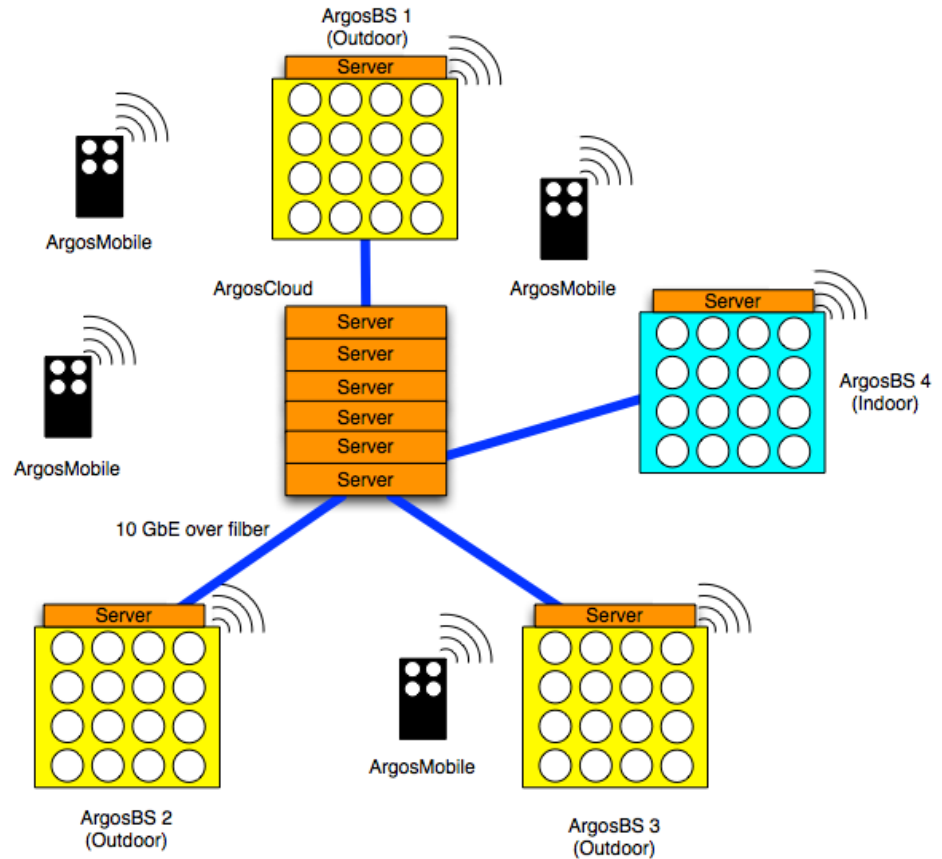 ArgosBS 1
(Outdoor)
Server
ArgosMobile
ArgosMobile
ArgosCloud
Server
Server
Server
Server
Server
Server
Server
ArgosBS 4
(Indoor)
ArgosMobile
10 GbE over filber
Server
ArgosBS 2
(Outdoor)
ArgosMobile
Server
ArgosBS 3
(Outdoor)